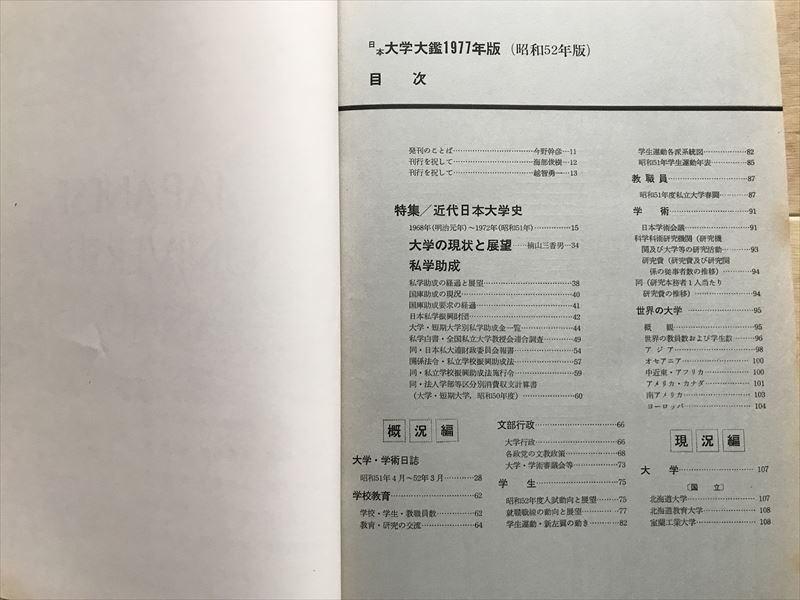 日本大学大鑑1977年版（昭和52年版）
目 次
発刊のことば…………………今野幹彦…11
刊行を祝して…………………海部俊樹…12
刊行を祝して…………………越智勇一…13
特集／近代日本大学史
1968年(明治元年)～1972年(昭和51年)……………15
大学の現状と展望……楢山三香男…34
私学助成
私学助成の経過と展望……………………38
国庫助成の現況……………………………40
国庫助成要求の経過………………………41
日本私学振興財団…………………………42
大学・短期大学別私学助成金一覧………44
私学白書・全国私立大学教授会連合調査……49
同・日本私大連財政委員会報書…………54
関係法令・私立学校振興助成法…………57
同・私立学校振興助成法施行令…………59
同・法人学部等区分別消費収支計算書
（大学・短期大学，昭和50年度）…………60
概況編
大学・学術日誌
昭和51年4月～52年3月…………28
学校教育……………………………62
学校・学生・教職員数……………62
教育・研究の交流…………………64
文部行政……………………………66
大学行政……………………………66
各政党の文教政策…………………68
大学・学術審議会等………………73
学 生………………………………75
昭和52年度入試動向と展望………75
就職戦線の動向と展望……………77
学生運動・新左翼の動き…………82
学生運動各派系統図………………82
昭和51年学生運動年表……………85
教職員………………………………87
昭和51年度私立大学春闘…………87
学 術………………………………91
日本学術会議………………………91
科学科術研究機関（研究機
関及び大学等の研究活動…………93
研究費（研究費及び研究関
係の従事者数の推移）……………94
同（研究本務者1人当たり
研究費の推移）……………………94
世界の大学…………………………95
概 観………………………………95
世界の教員数および学生数………96
ア ジ ア……………………………98
オセアニア…………………………100
中近東・アフリカ…………………100
アメリカ・カナダ…………………101
南アメリカ…………………………103
ヨーロッパ…………………………104
現況編
大 学………………………………107
〔国 立〕
北海道大学…………………………107
北海道教育大学……………………108
室蘭工業大学………………………108